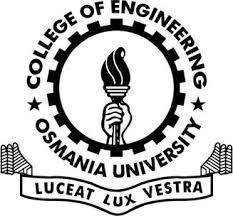 COLLEGE OF ENGINEERING
OSMANIA UNIVERSITY
LUCEAT LUX VESTRA